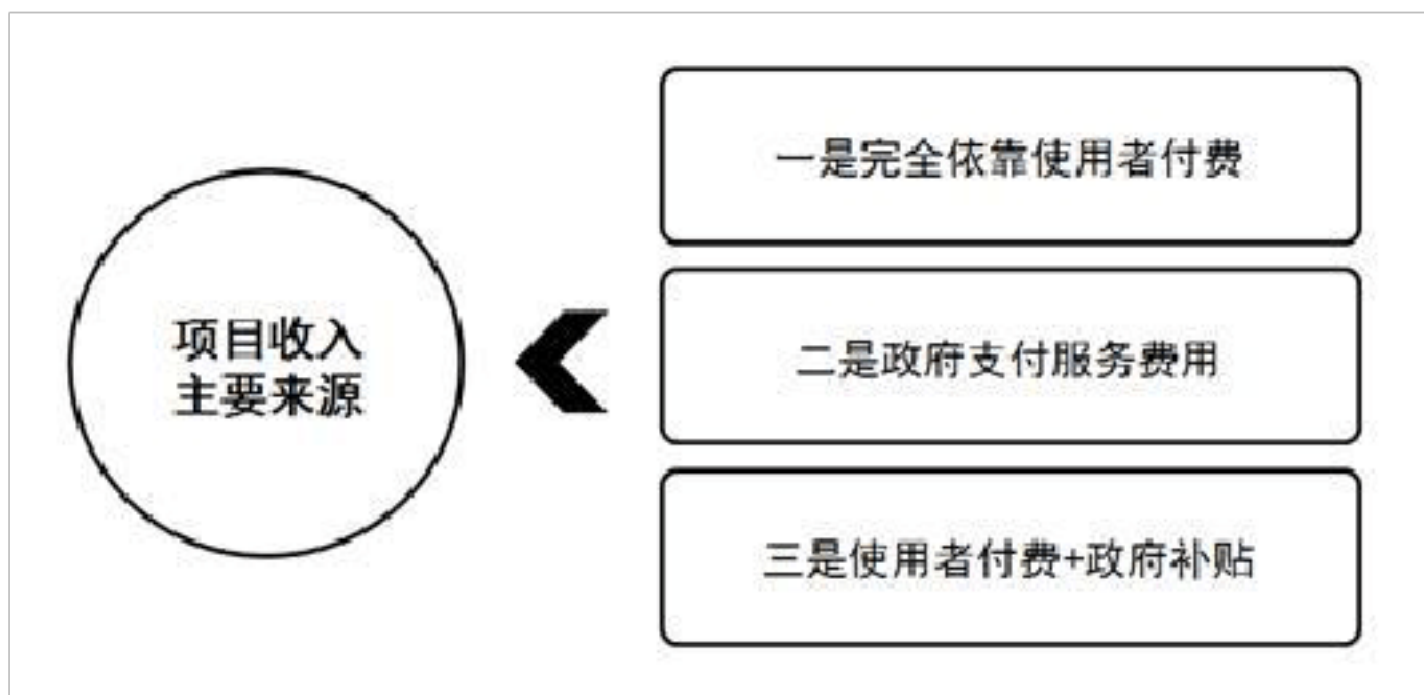 项目收入
主要来源
一是完全依靠使用者付费
二是政府支付服务费用
三是使用者付费+政府补贴